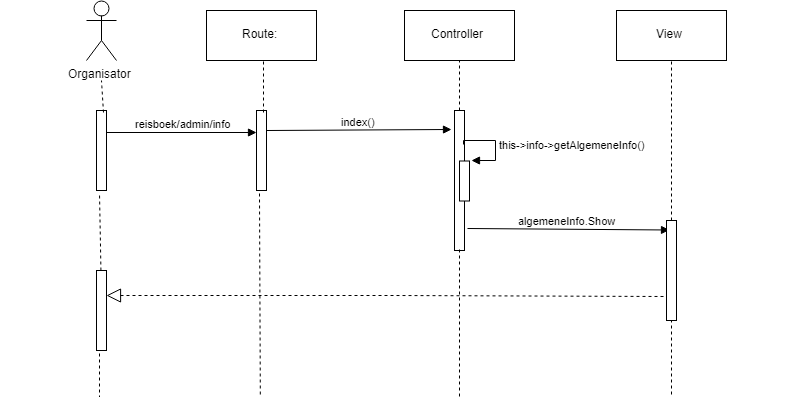 Route:
Controller
View
Organisator
reisboek/admin/info
index()
this->info->getAlgemeneInfo()
algemeneInfo.Show